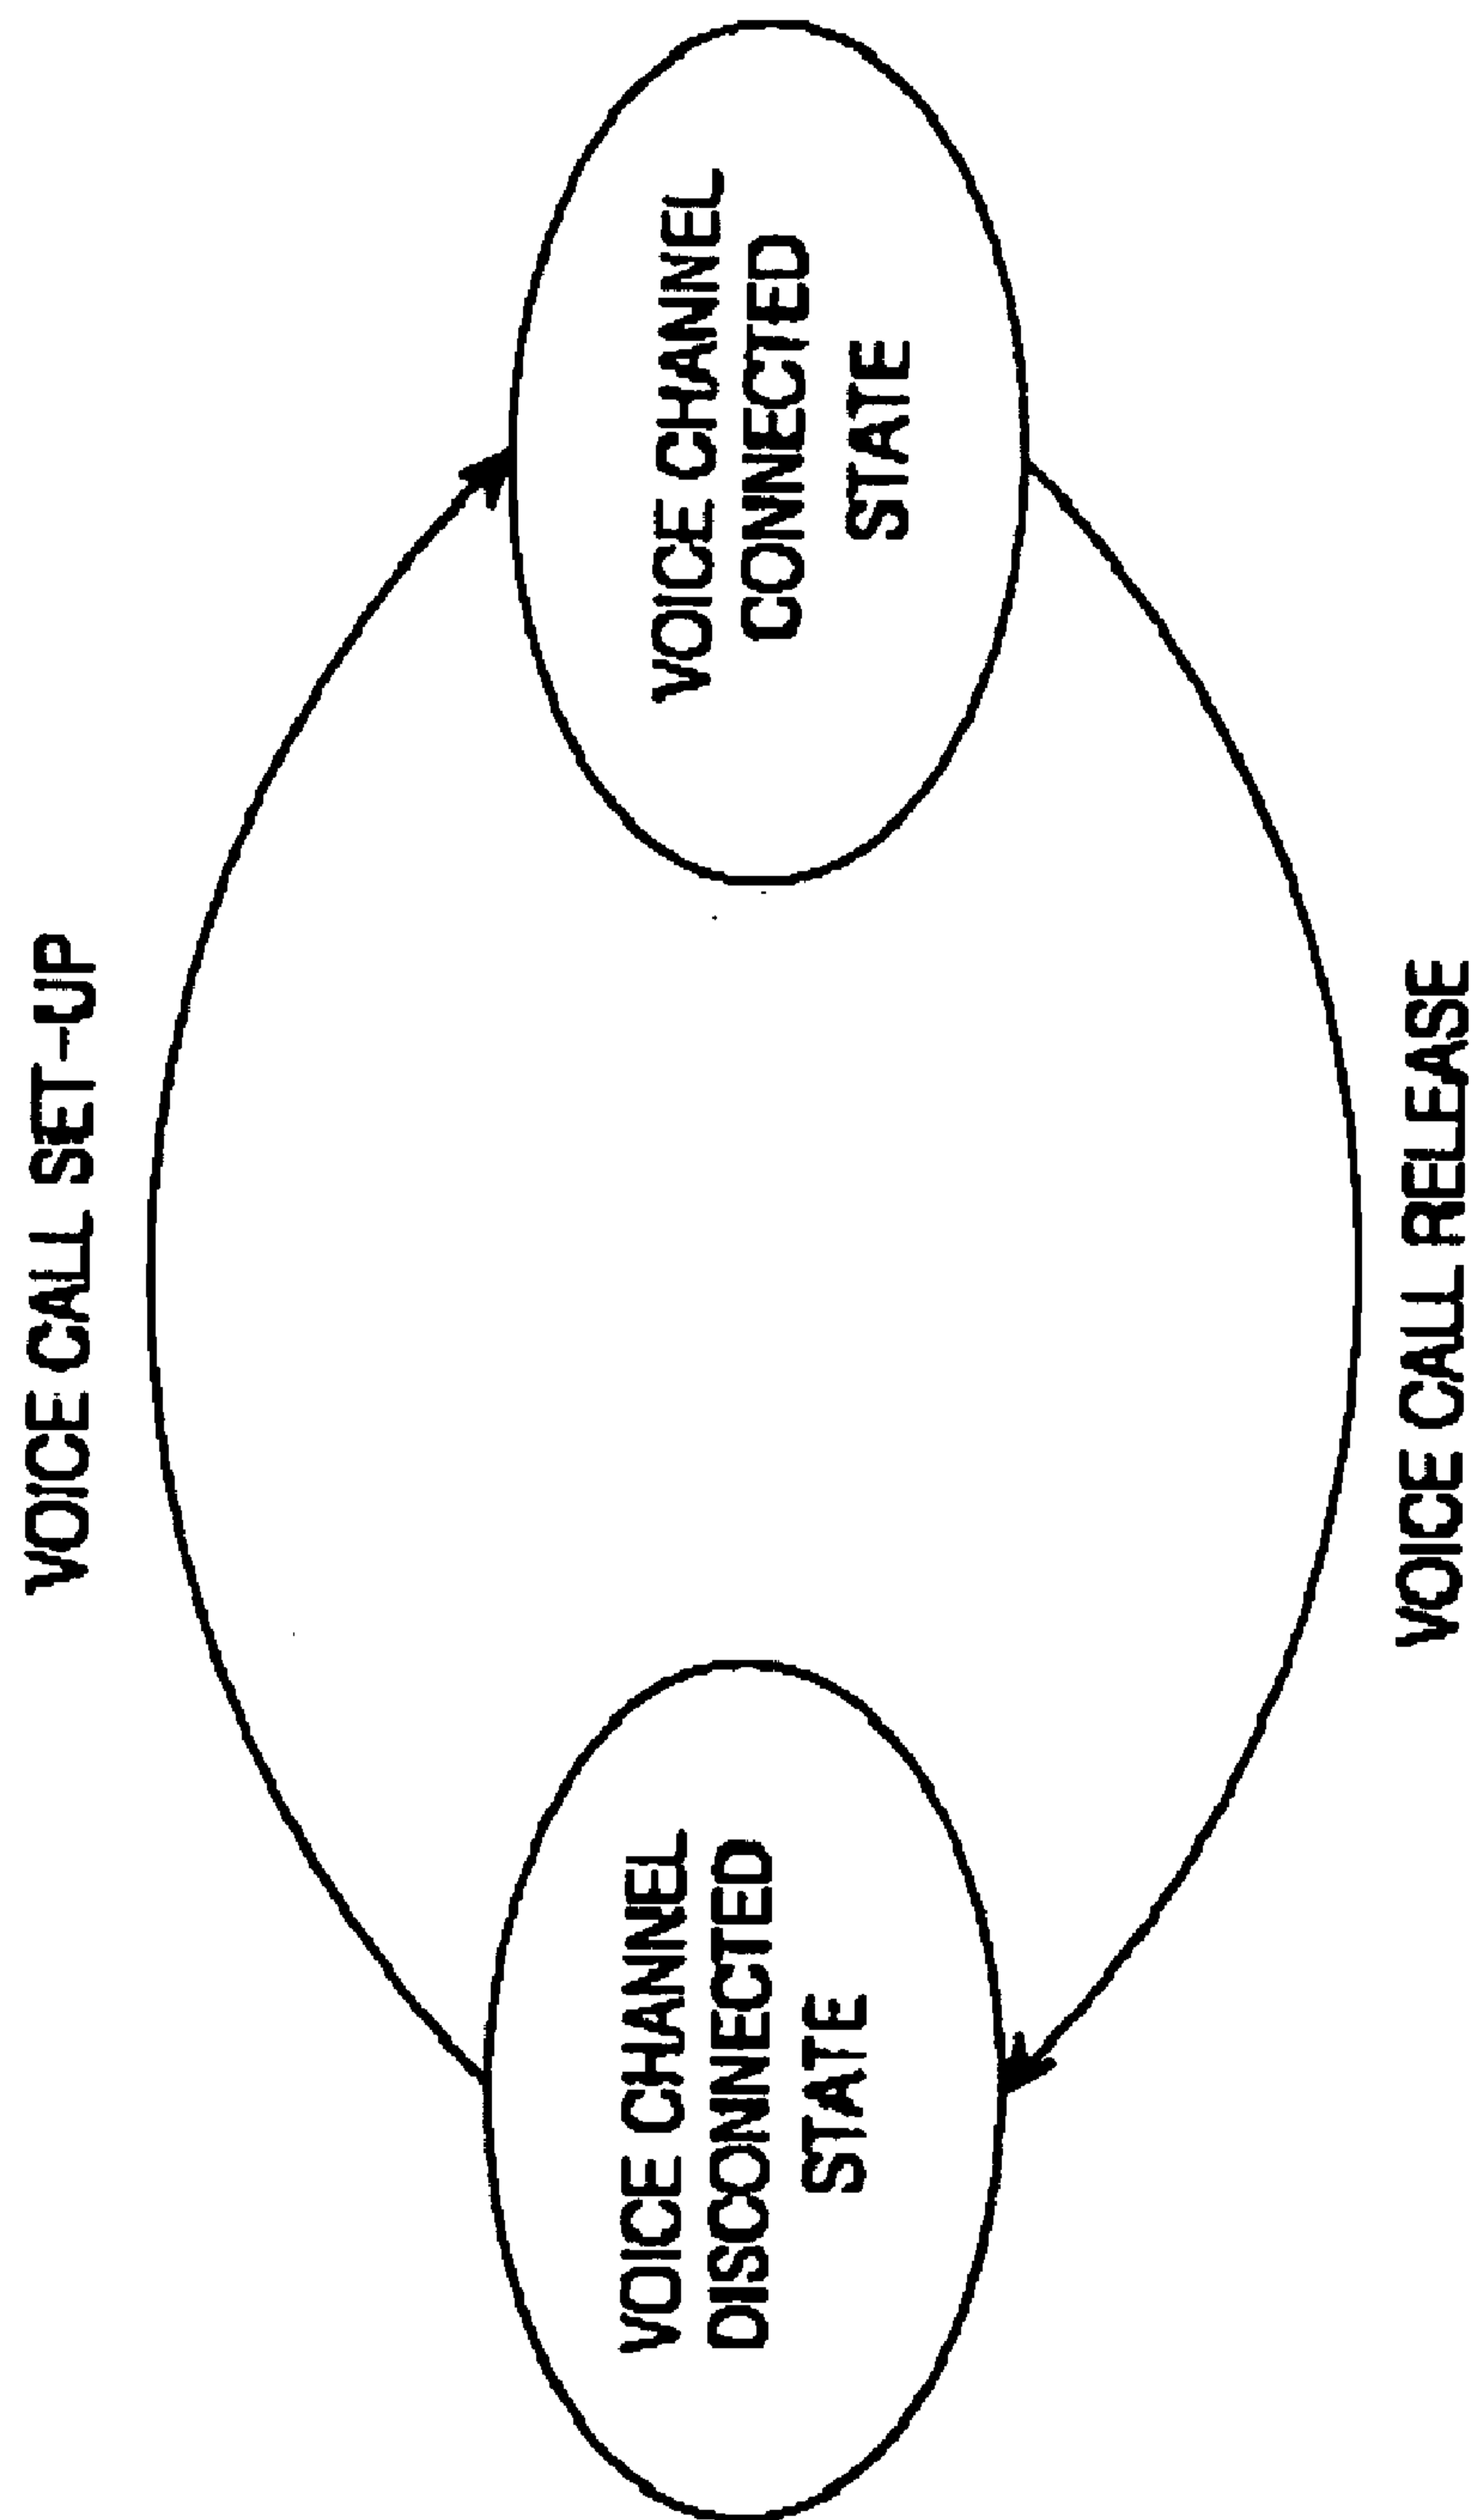 VOICE CALL SET-UP
VOICE CHANNEL
DISCONNECTED
STATE
VOICE CHANNEL
CONNECTED
STATE
VOICE CALL RELEASE